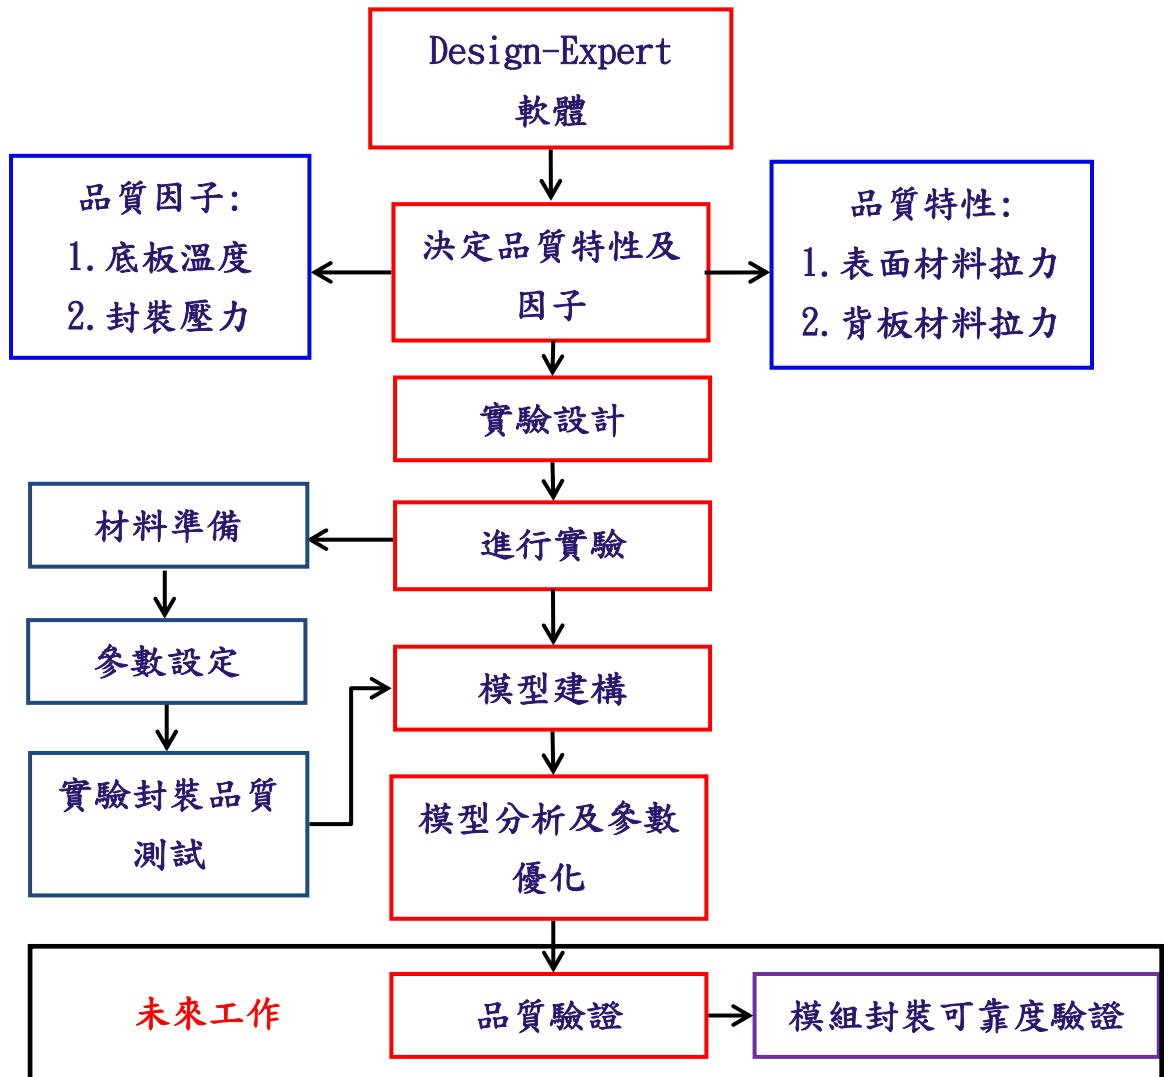 Design-Expert
軟體
品質因子:
1.底板溫度
2.封裝壓力
決定品質特性及
因子
品質特性:
1.表面材料拉力
2.背板材料拉力
實驗設計
材料準備
進行實驗
參數設定
模型建構
實驗封裝品質
測試
模型分析及參數
優化
未來工作
品質驗證
模組封裝可靠度驗證